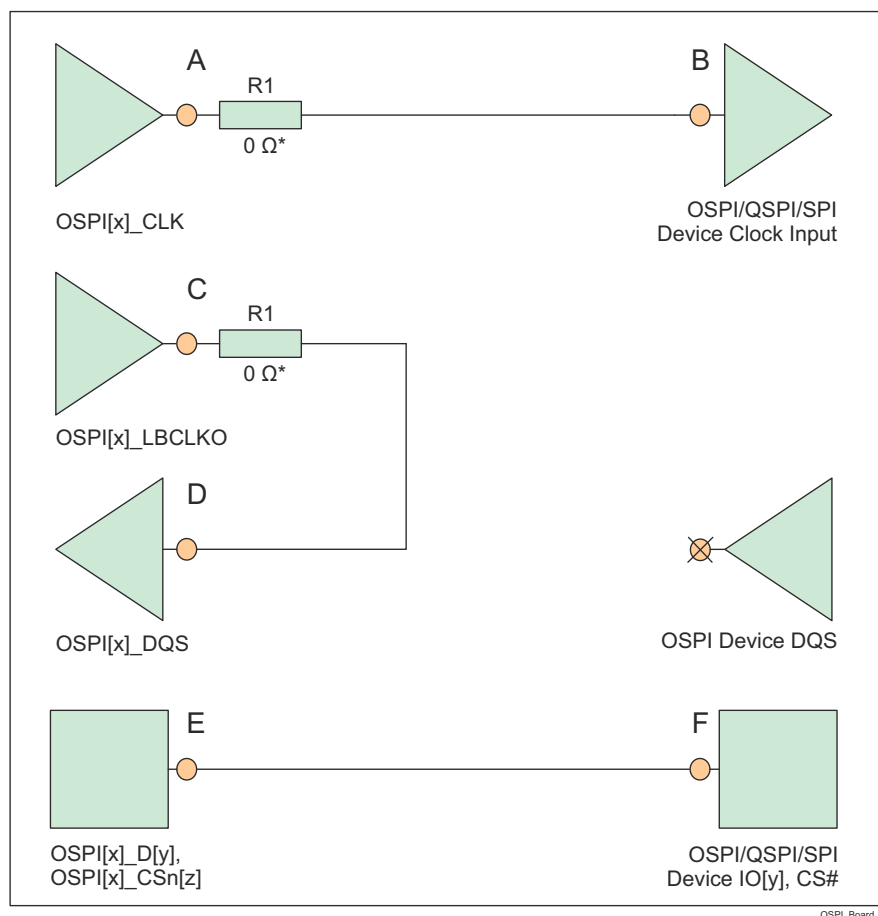 A
B
R1
0 Ω*
OSPI[x]_CLK
OSPI/QSPI/SPI
Device Clock Input
C
R1
0 Ω*
OSPI[x]_LBCLKO
D
OSPI[x]_DQS
OSPI Device DQS
E
F
OSPI[x]_D[y],
OSPI[x]_CSn[z]
OSPI/QSPI/SPI
Device IO[y], CS#
OSPI_Board